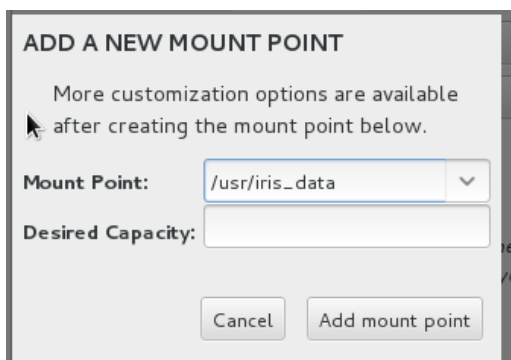 ADD A NEW MOUNT POINT
More customization options are available
after creating the mount point below.
Mount Point: /usr/iris_data
Desired Capacity:
Cancel Add mount point